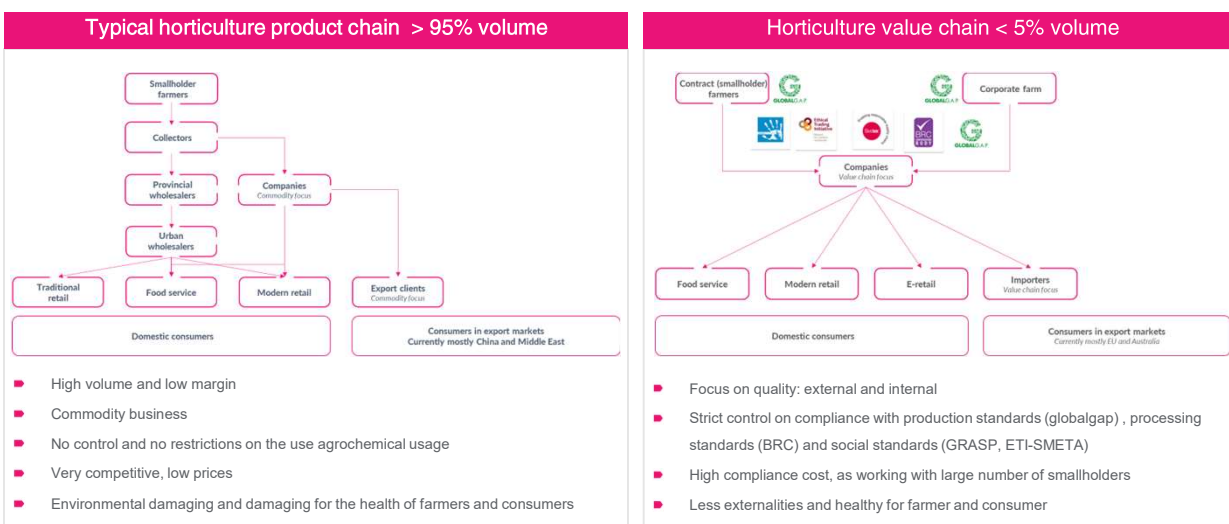 Typical horticulture product chain > 95% volume
Smallholder
farmers
Collectors
Provincial
wholesalers
Companies
Commodity focus
Urban
wholesalers
Traditional
retail
Food service
Modern retail
Export clients
Commodity focus
Domestic consumers
Consumers in export markets
Currently mostly China and Middle East
High volume and low margin
Commodity business
No control and no restrictions on the use agrochemical usage
Very competitive, low prices
Environmental damaging and damaging for the health of farmers and consumers
Horticulture value chain < 5% volume
Contract (smallholder)
farmers
GLOBALG.A.P.
GLOBALG.A.P.
Corporate farm
Ethical
Trading
Initiative
BRC
GLOBALG.A.P.
Companies
Value chain focus
Food service
Modern retail
E-retail
Importers
Value chain focus
Domestic consumers
Consumers in export markets
Currently mostly EU and Australia
Focus on quality: external and internal
Strict control on compliance with production standards (globalgap) , processing
standards (BRC) and social standards (GRASP, ETI-SMETA)
High compliance cost, as working with large number of smallholders
Less externalities and healthy for farmer and consumer